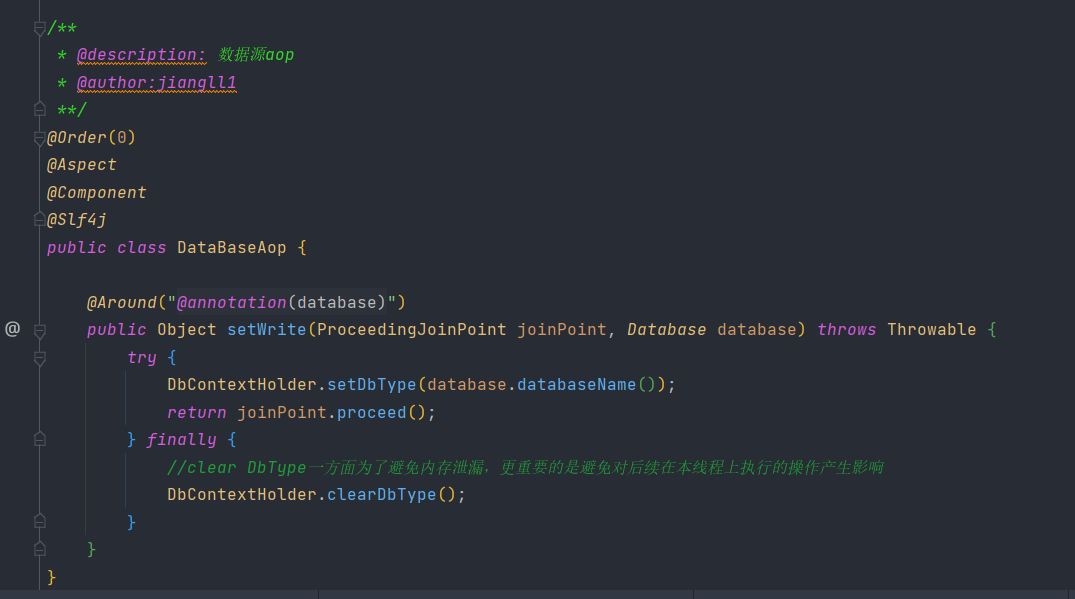 /**
 * @description: 数据源aop
 * @author:jiangll1
 **/
@Order(0)
@Aspect
@Component
@Slf4j
public class DataBaseAop {
    @Around("@annotation(database)")
@
    public Object setWrite(ProceedingJoinPoint joinPoint, Database database) throws Throwable {
        try {
            DbContextHolder.setDbType(database.databaseName());
            return joinPoint.proceed();
        } finally {
            //clear DbType一方面为了避免内存泄漏，更重要的是避免对后续在本线程上执行的操作产生影响
            DbContextHolder.clearDbType();
        }
    }
}